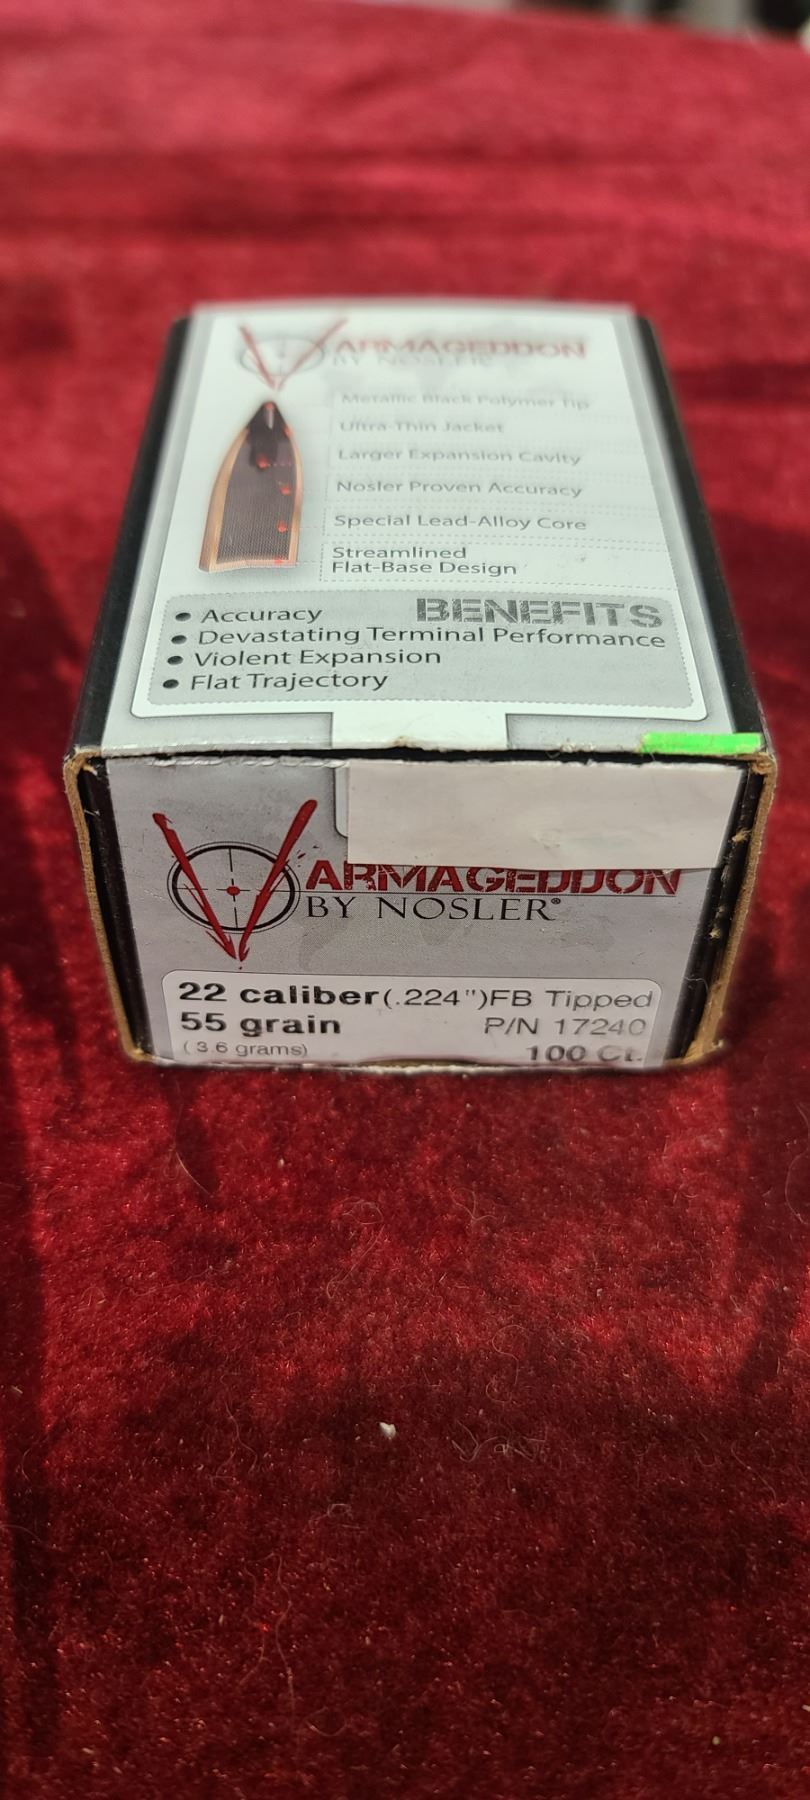 VARMAGEDDON
BY NOSLER®
Metallic Black Polymer Tip
Ultra-Thin Jacket
Larger Expansion Cavity
Nosler Proven Accuracy
Special Lead-Alloy Core
Streamlined
Flat-Base Design
BENEFITS
• Accuracy
• Devastating Terminal Performance
• Violent Expansion
• Flat Trajectory
VARMAGEDDON
BY NOSLER®
22 caliber(.224")FB Tipped
55 grain P/N 17240
(3.6 grams) 100 Ct.